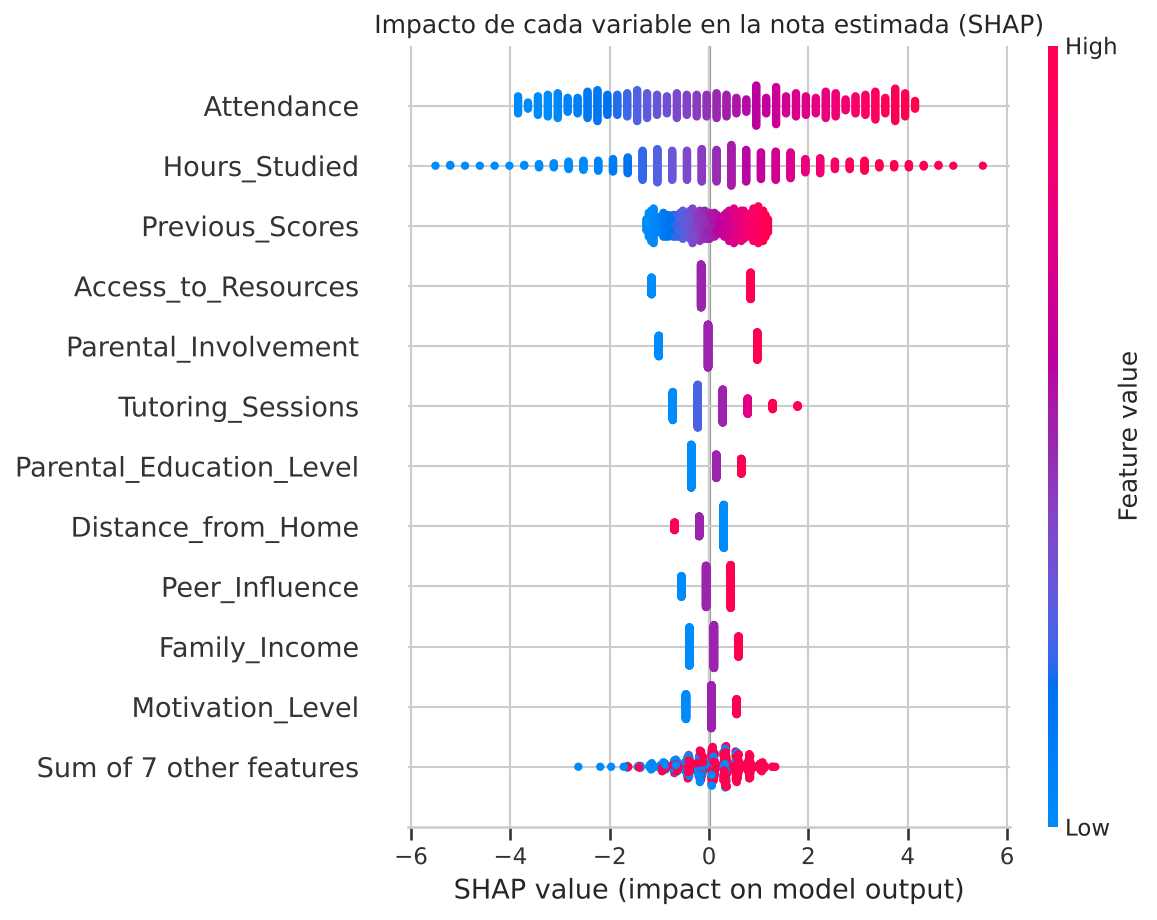 Impacto de cada variable en la nota estimada (SHAP)
High
Attendance
Hours_Studied
Previous_Scores
Access_to_Resources
Parental_Involvement
Tutoring_Sessions
Parental_Education_Level
Distance_from_Home
Peer_Influence
Family_Income
Motivation_Level
Sum of 7 other features
Feature value
Low
−6 −4 −2 0 2 4 6
SHAP value (impact on model output)